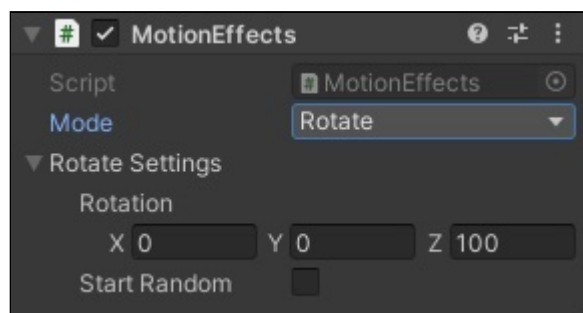 MotionEffects
Script MotionEffects
Mode Rotate
Rotate Settings
Rotation
X 0 Y 0 Z 100
Start Random